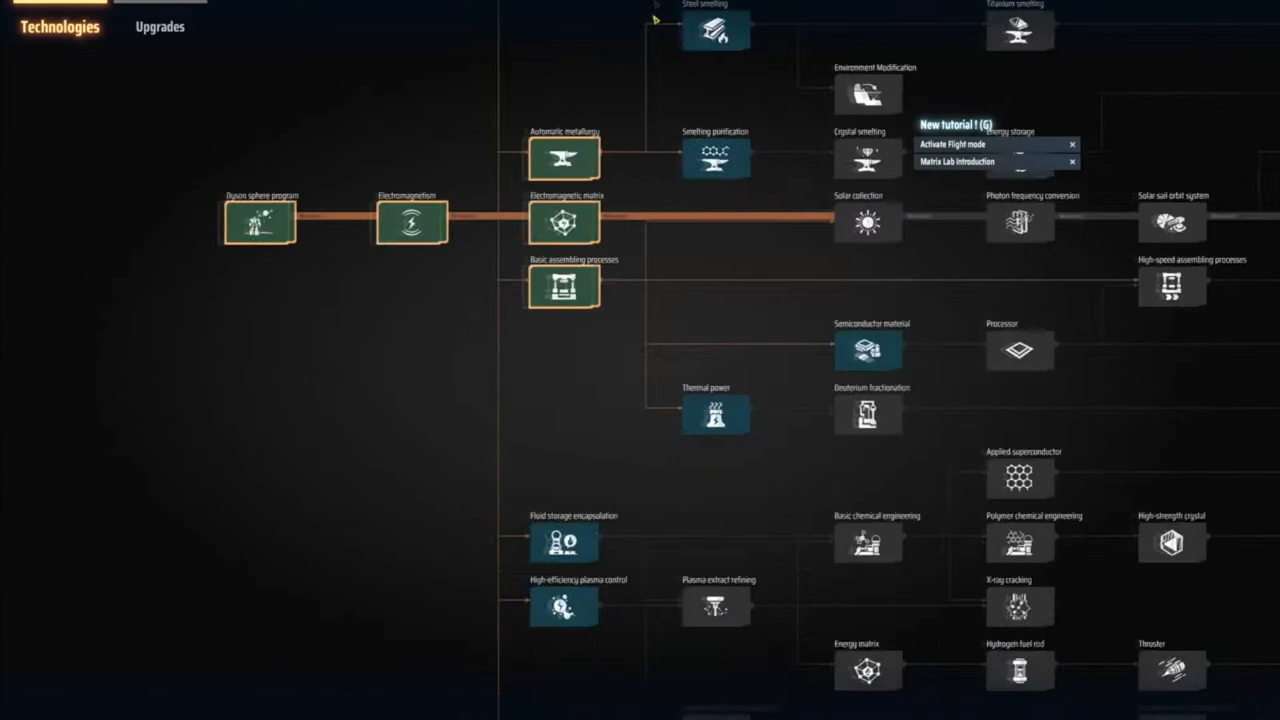 Technologies
Upgrades
Steel smelting
Titanium smelting
Environment Modification
Automatic metallurgy
Smelting purification
Crystal smelting
New tutorial ! (G)
Energy storage
Activate Flight mode
Matrix Lab Introduction
Dyson sphere program
Electromagnetism
Electromagnetic matrix
Solar collection
Photon frequency conversion
Solar sail orbit system
Basic assembling processes
High-speed assembling processes
Semiconductor material
Processor
Thermal power
Deuterium fractionation
Applied superconductor
Fluid storage encapsulation
Basic chemical engineering
Polymer chemical engineering
High-strength crystal
High-efficiency plasma control
Plasma extract refining
X-ray cracking
Energy matrix
Hydrogen fuel rod
Thruster